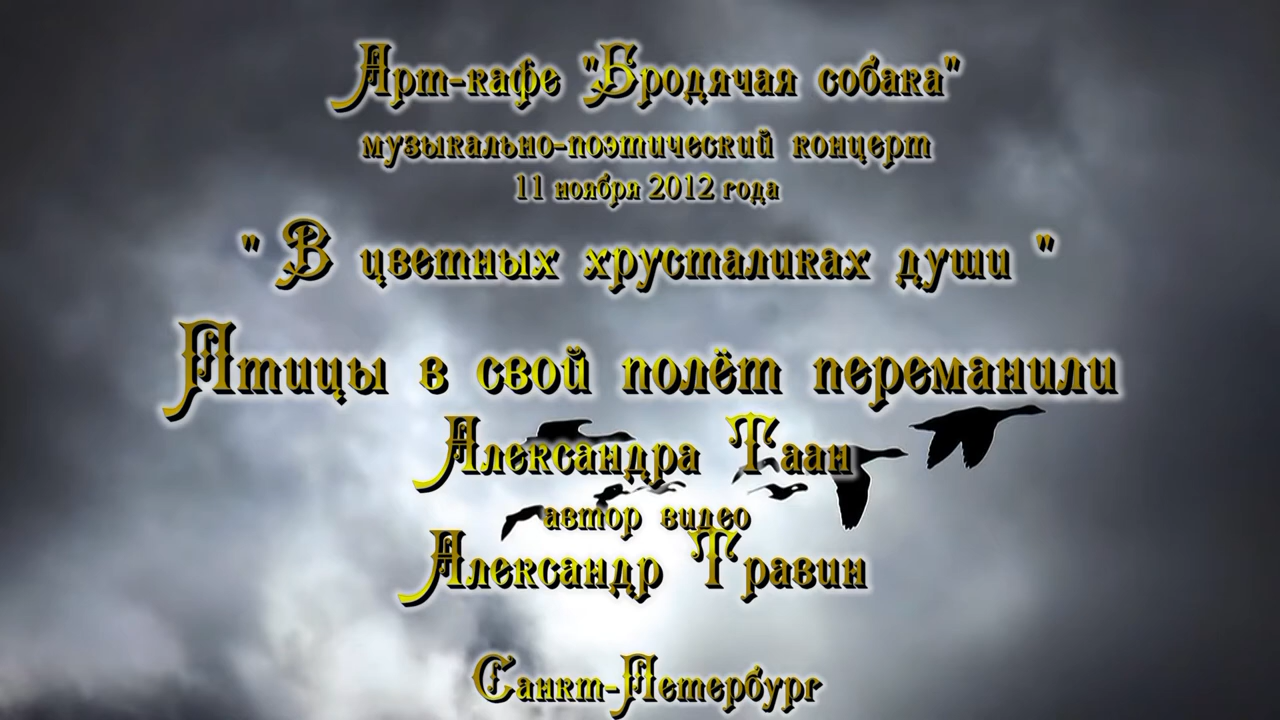 Арт-кафе "Бродячая собака"
музыкально-поэтический концерт
11 ноября 2012 года
" В цветных хрусталиках души "
Птицы в свой полёт переманили
Александра Таан
автор видео
Александр Травин
Санкт-Петербург